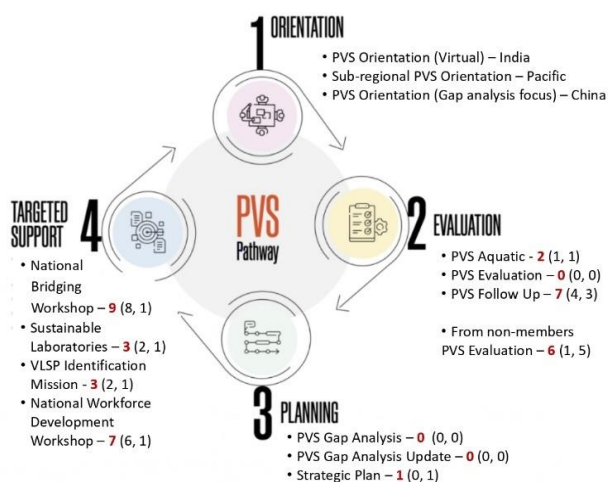 1 ORIENTATION
• PVS Orientation (Virtual) – India
• Sub-regional PVS Orientation – Pacific
• PVS Orientation (Gap analysis focus) – China
PVS
Pathway
2 EVALUATION
• PVS Aquatic - 2 (1, 1)
• PVS Evaluation – 0 (0, 0)
• PVS Follow Up – 7 (4, 3)
• From non-members
PVS Evaluation – 6 (1, 5)
3 PLANNING
• PVS Gap Analysis – 0 (0, 0)
• PVS Gap Analysis Update – 0 (0, 0)
• Strategic Plan – 1 (0, 1)
TARGETED
SUPPORT 4
• National
Bridging
Workshop – 9 (8, 1)
• Sustainable
Laboratories – 3 (2, 1)
• VLSP Identification
Mission - 3 (2, 1)
• National Workforce
Development
Workshop – 7 (6, 1)